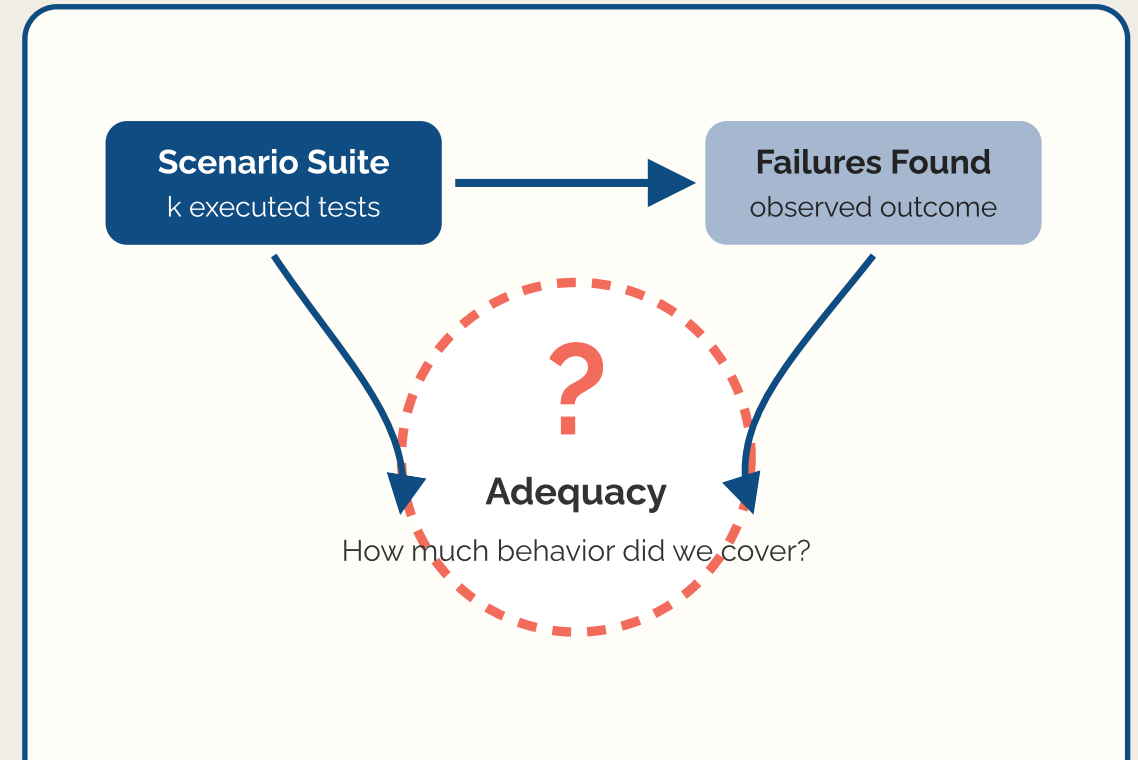 Scenario Suite
k executed tests
Failures Found
observed outcome
?
Adequacy
How much behavior did we cover?